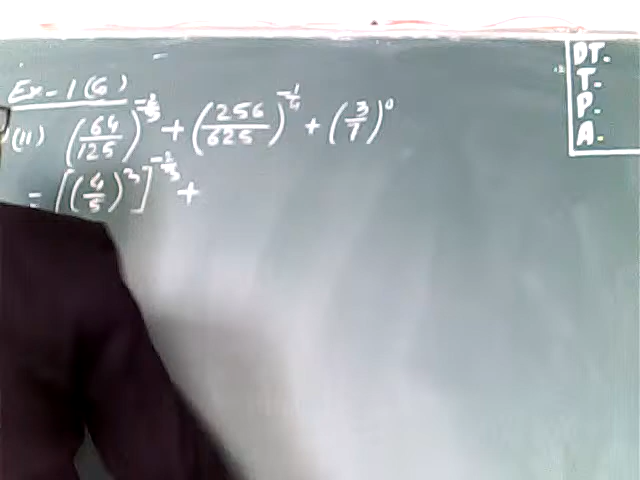 Ex-1(G)
(11) (64/125)^-2/3 + (256/625)^-1/4 + (3/7)^0
= [(4/5)^3]^-2/3 +
DT.
T.
P.
A.